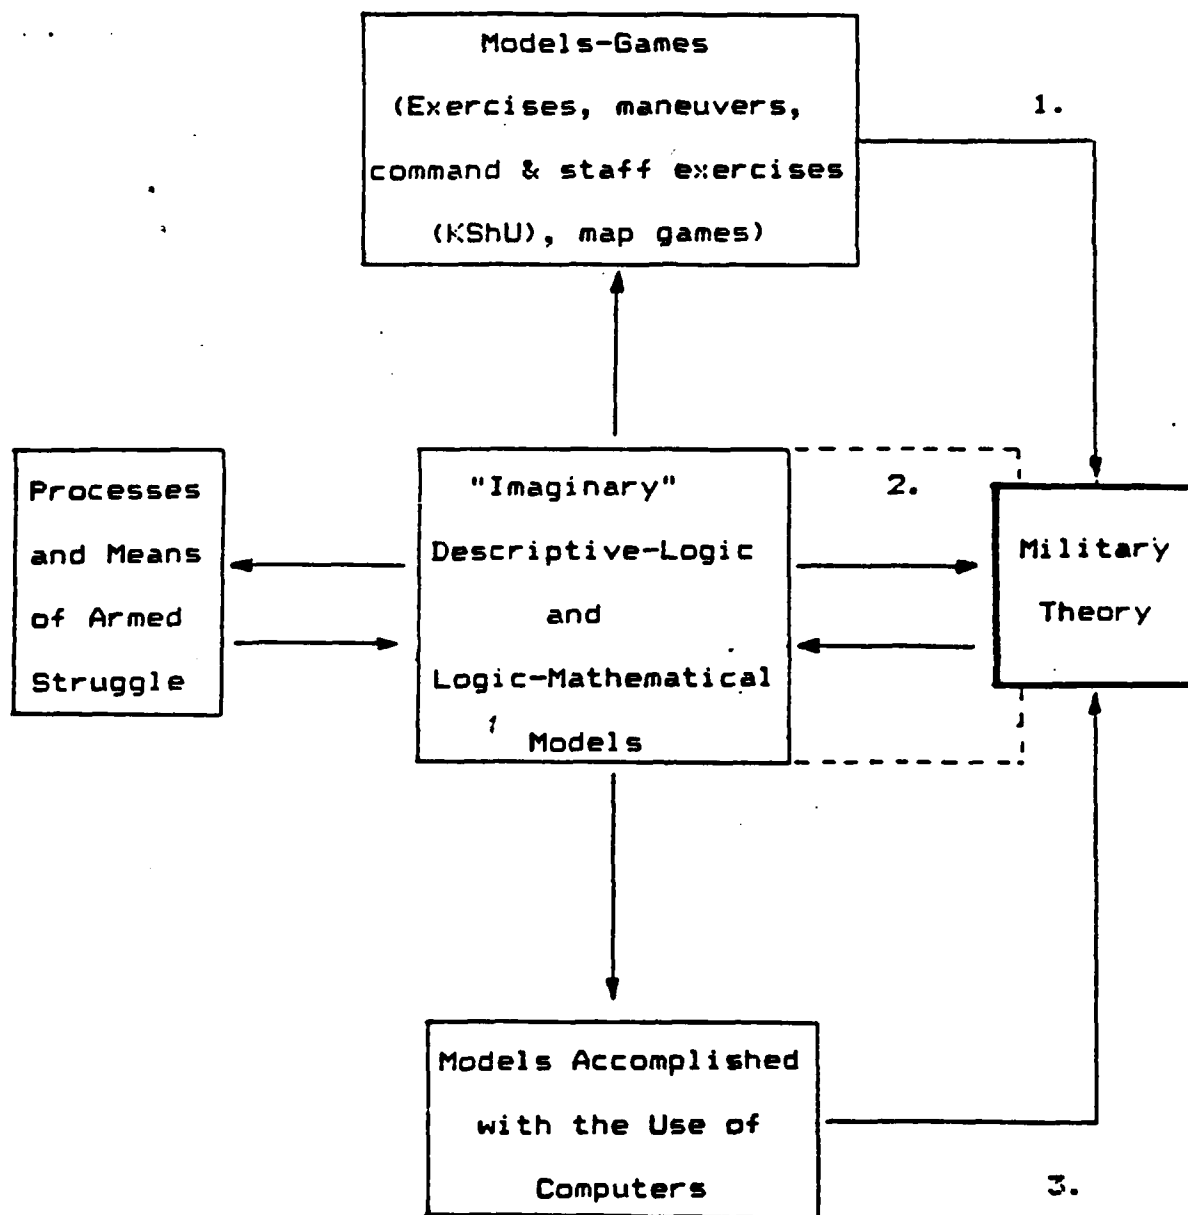 Models-Games
(Exercises, maneuvers,
command & staff exercises
(KShU), map games)
1.
Processes
and Means
of Armed
Struggle
"Imaginary"
Descriptive-Logic
and
Logic-Mathematical
Models
2.
Military
Theory
Models Accomplished
with the Use of
Computers
3.